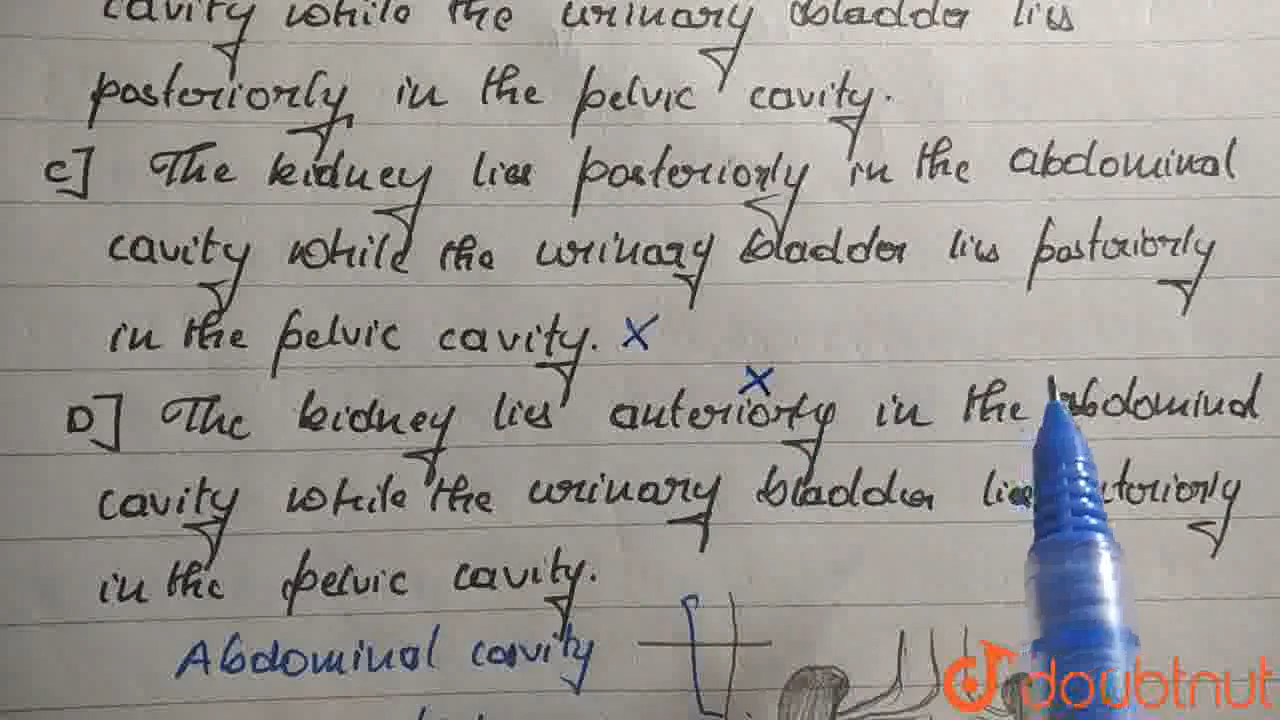 cavity while the urinary bladder lies
posteriorly in the pelvic cavity.
C] The kidney lies posteriorly in the abdominal
cavity while the urinary bladder lies posteriorly
in the pelvic cavity. X
X
D] The kidney lies anteriorly in the abdominal
cavity while the urinary bladder lies teriorly
in the pelvic cavity.
Abdominal cavity
doubtnut